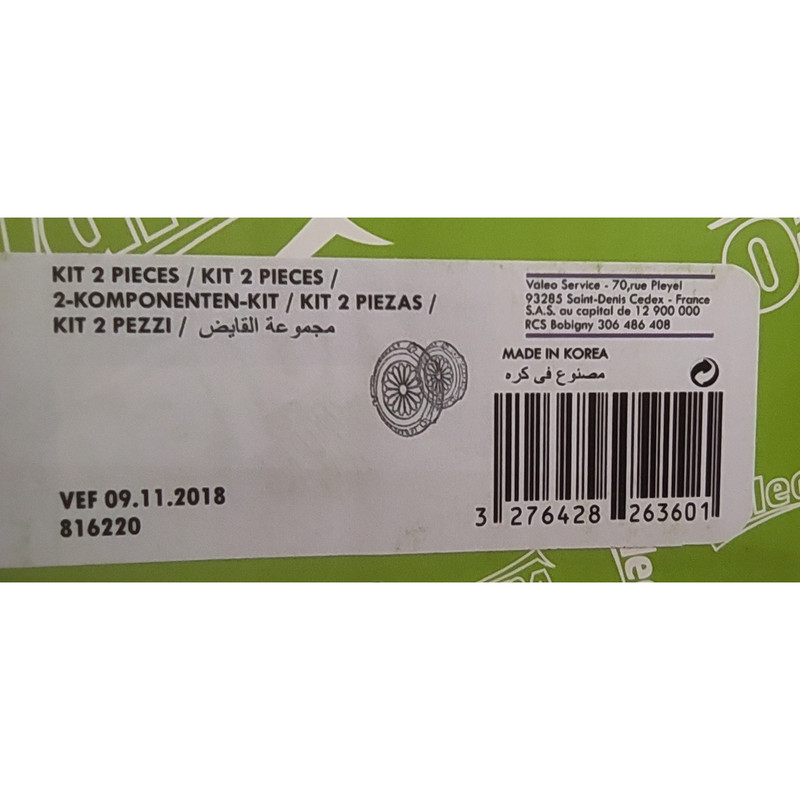 KIT 2 PIECES / KIT 2 PIECES /
2-KOMPONENTEN-KIT / KIT 2 PIEZAS /
KIT 2 PEZZI / مجموعة القايض
Valeo Service - 70,rue Pleyel
93285 Saint-Denis Cedex - France
S.A.S. au capital de 12 900 000
RCS Bobigny 306 486 408
MADE IN KOREA
مصنوع فى كره
VEF 09.11.2018
816220
3 276428 263601